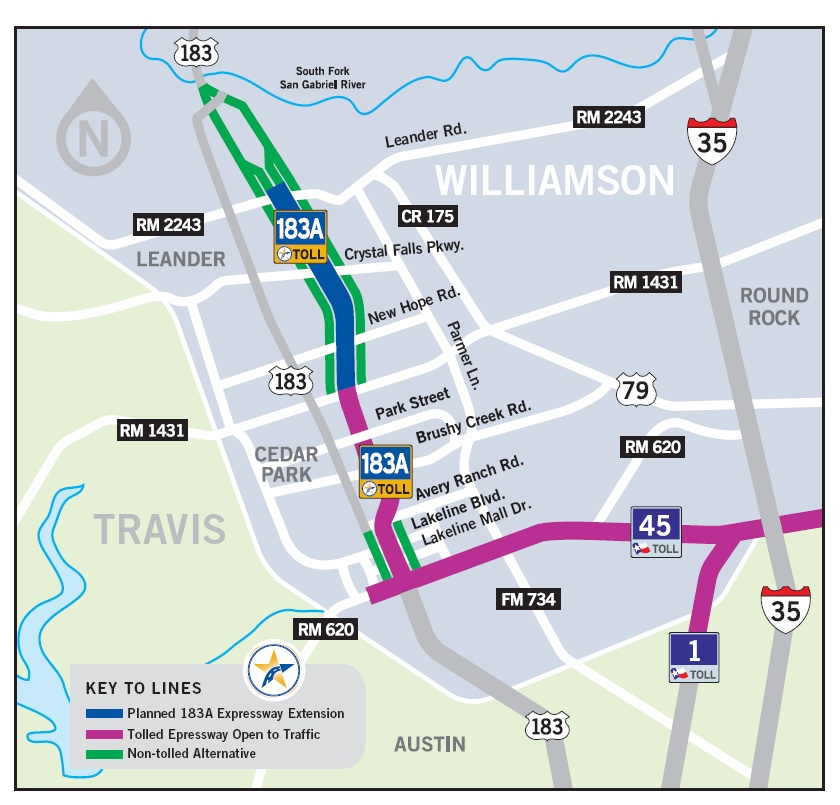 183
South Fork
San Gabriel River
N
Leander Rd.
RM 2243
35
WILLIAMSON
RM 2243
183A
TOLL
CR 175
LEANDER
Crystal Falls Pkwy.
RM 1431
ROUND
ROCK
New Hope Rd.
Parmer Ln.
183
79
Park Street
RM 1431
Brushy Creek Rd.
RM 620
CEDAR
PARK
183A
TOLL
Avery Ranch Rd.
Lakeline Blvd.
Lakeline Mall Dr.
TRAVIS
45
TOLL
FM 734
35
RM 620
1
TOLL
KEY TO LINES
Planned 183A Expressway Extension
Tolled Epressway Open to Traffic
Non-tolled Alternative
183
AUSTIN